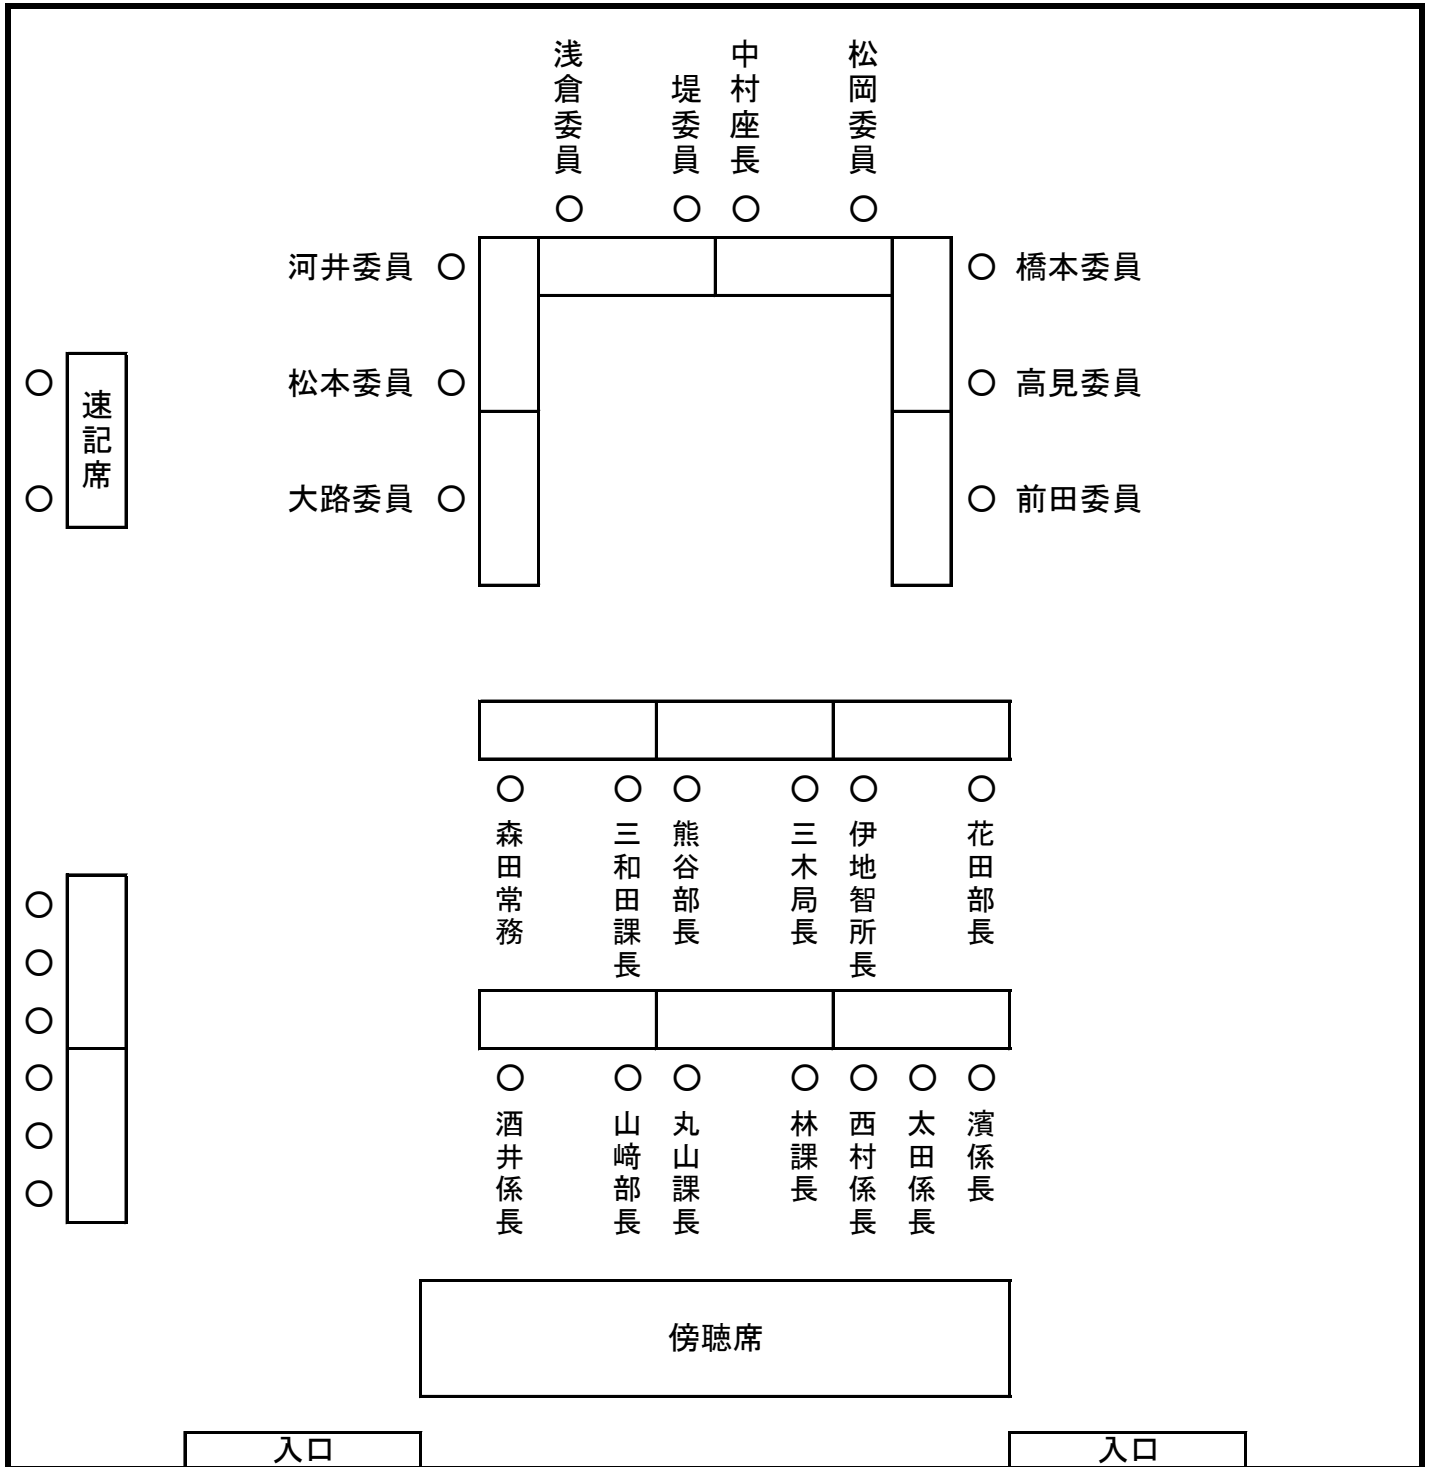 浅倉委員
堤委員
中村座長
松岡委員
河井委員
橋本委員
松本委員
高見委員
速記席
大路委員
前田委員
森田常務
三和田課長
熊谷部長
三木局長
伊地智所長
花田部長
酒井係長
山﨑部長
丸山課長
林課長
西村係長
太田係長
濱係長
傍聴席
入口
入口